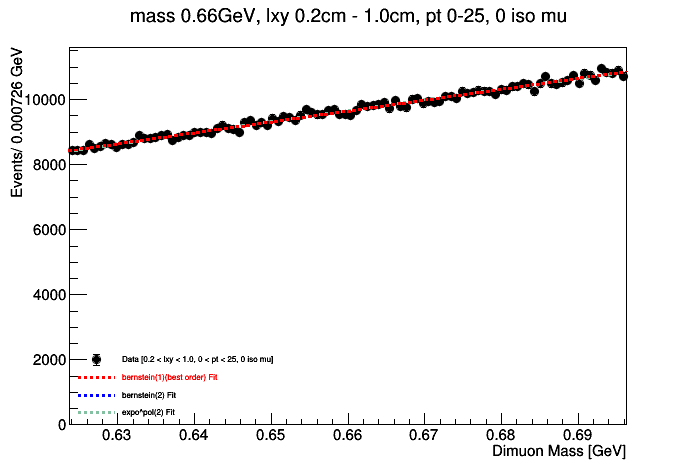 mass 0.66GeV, lxy 0.2cm - 1.0cm, pt 0-25, 0 iso mu
Events/ 0.000726 GeV
10000
8000
6000
4000
2000
0
Data [0.2 < lxy < 1.0, 0 < pt < 25, 0 iso mu]
bernstein(1)(best order) Fit
bernstein(2) Fit
expo^pol(2) Fit
0.63 0.64 0.65 0.66 0.67 0.68 0.69
Dimuon Mass [GeV]